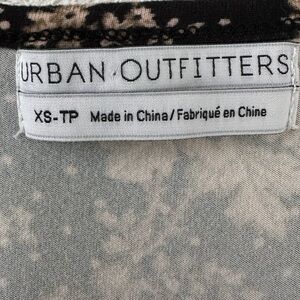 URBAN OUTFITTERS
XS-TP Made in China/Fabriqué en Chine